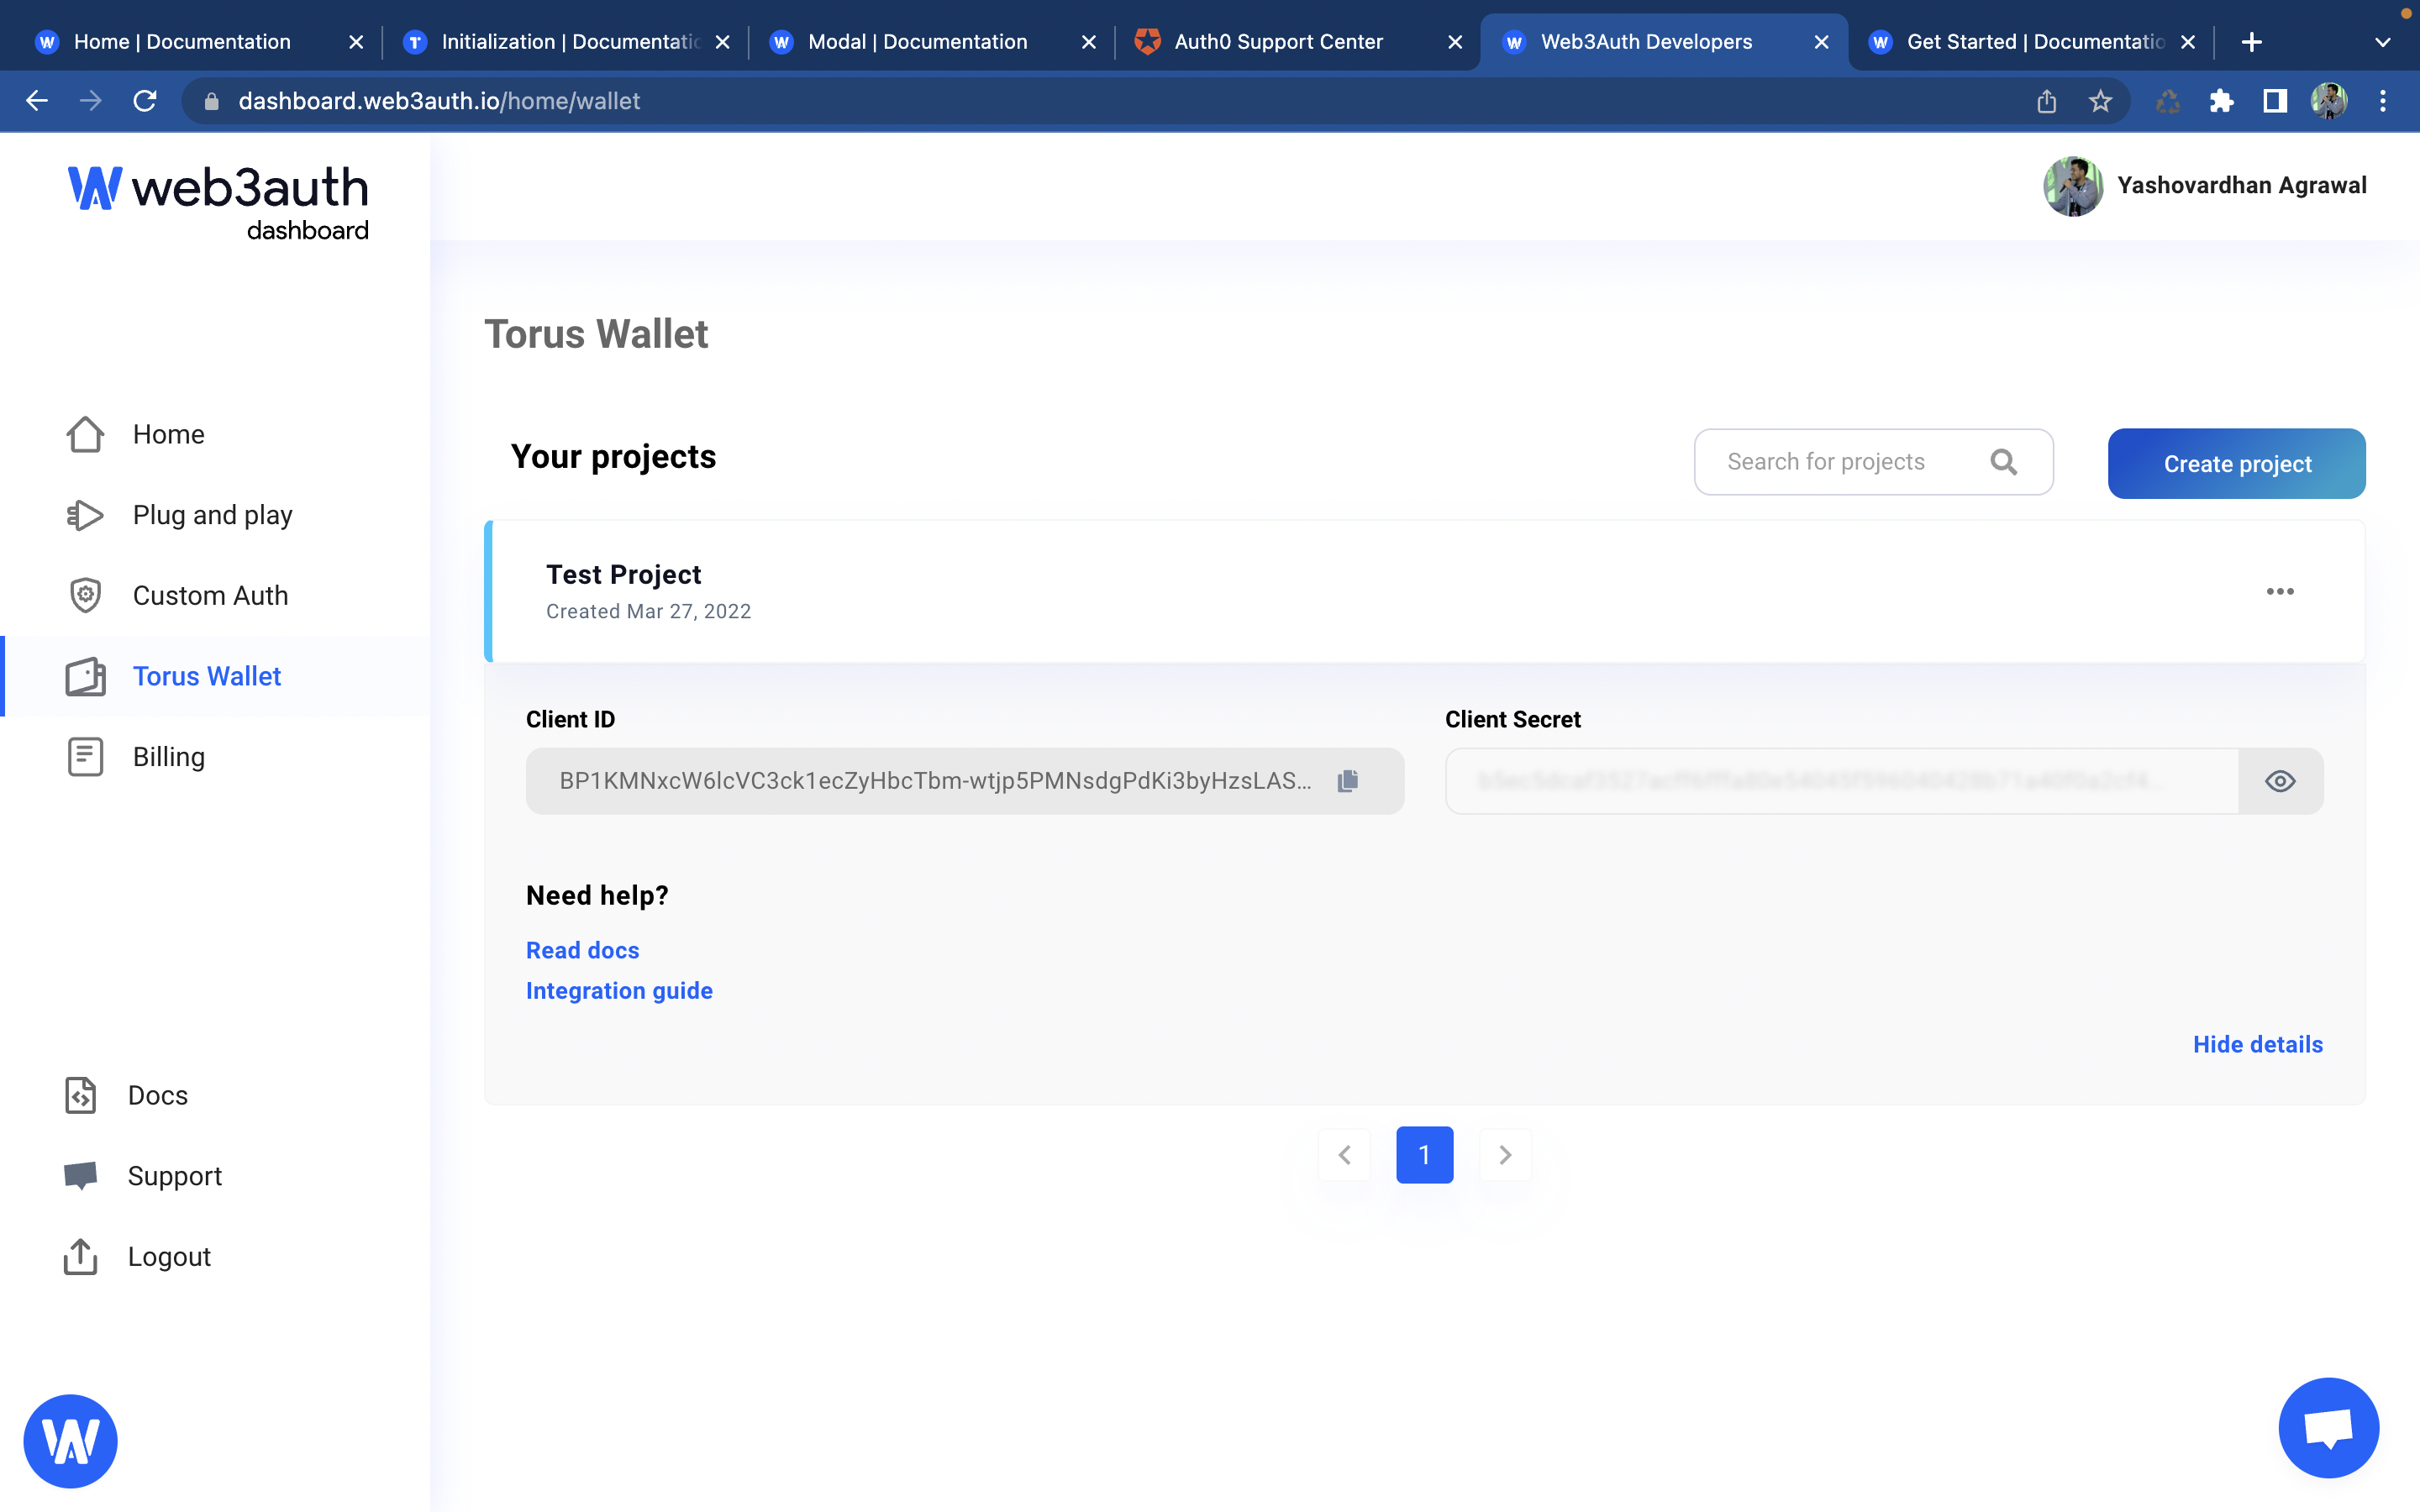 Home | Documentation
Initialization | Documentatic
Modal | Documentation
Auth0 Support Center
Web3Auth Developers
Get Started | Documentatio
dashboard.web3auth.io/home/wallet
web3auth
dashboard
Yashovardhan Agrawal
Torus Wallet
Home
Plug and play
Custom Auth
Torus Wallet
Billing
Docs
Support
Logout
Your projects
Search for projects
Create project
Test Project
Created Mar 27, 2022
Client ID
Client Secret
BP1KMNxcW6lcVC3ck1ecZyHbcTbm-wtjp5PMNsdgPdKi3byHzsLAS...
Need help?
Read docs
Integration guide
Hide details
1